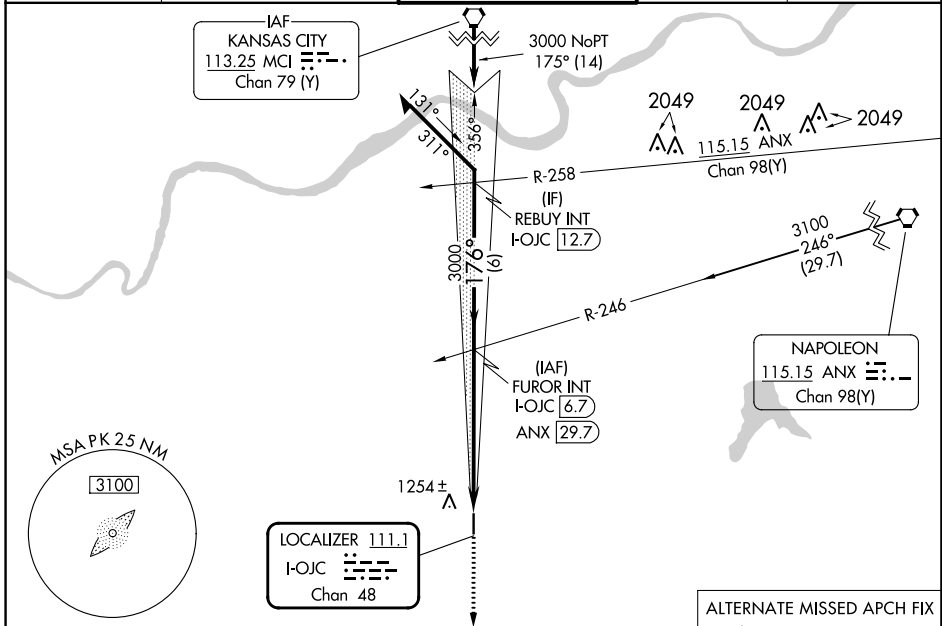 IAF
KANSAS CITY
113.25 MCI
Chan 79 (Y)
3000 NoPT
175° (14)
131°
311°
356°
2049
2049
2049
115.15 ANX
Chan 98(Y)
R-258
(IF)
REBUY INT
I-OJC 12.7
3000
176°
(6)
3100
246°
(29.7)
R-246
(IAF)
FUROR INT
I-OJC 6.7
ANX 29.7
NAPOLEON
115.15 ANX
Chan 98(Y)
MSA PK 25 NM
3100
1254±
LOCALIZER 111.1
I-OJC
Chan 48
ALTERNATE MISSED APCH FIX